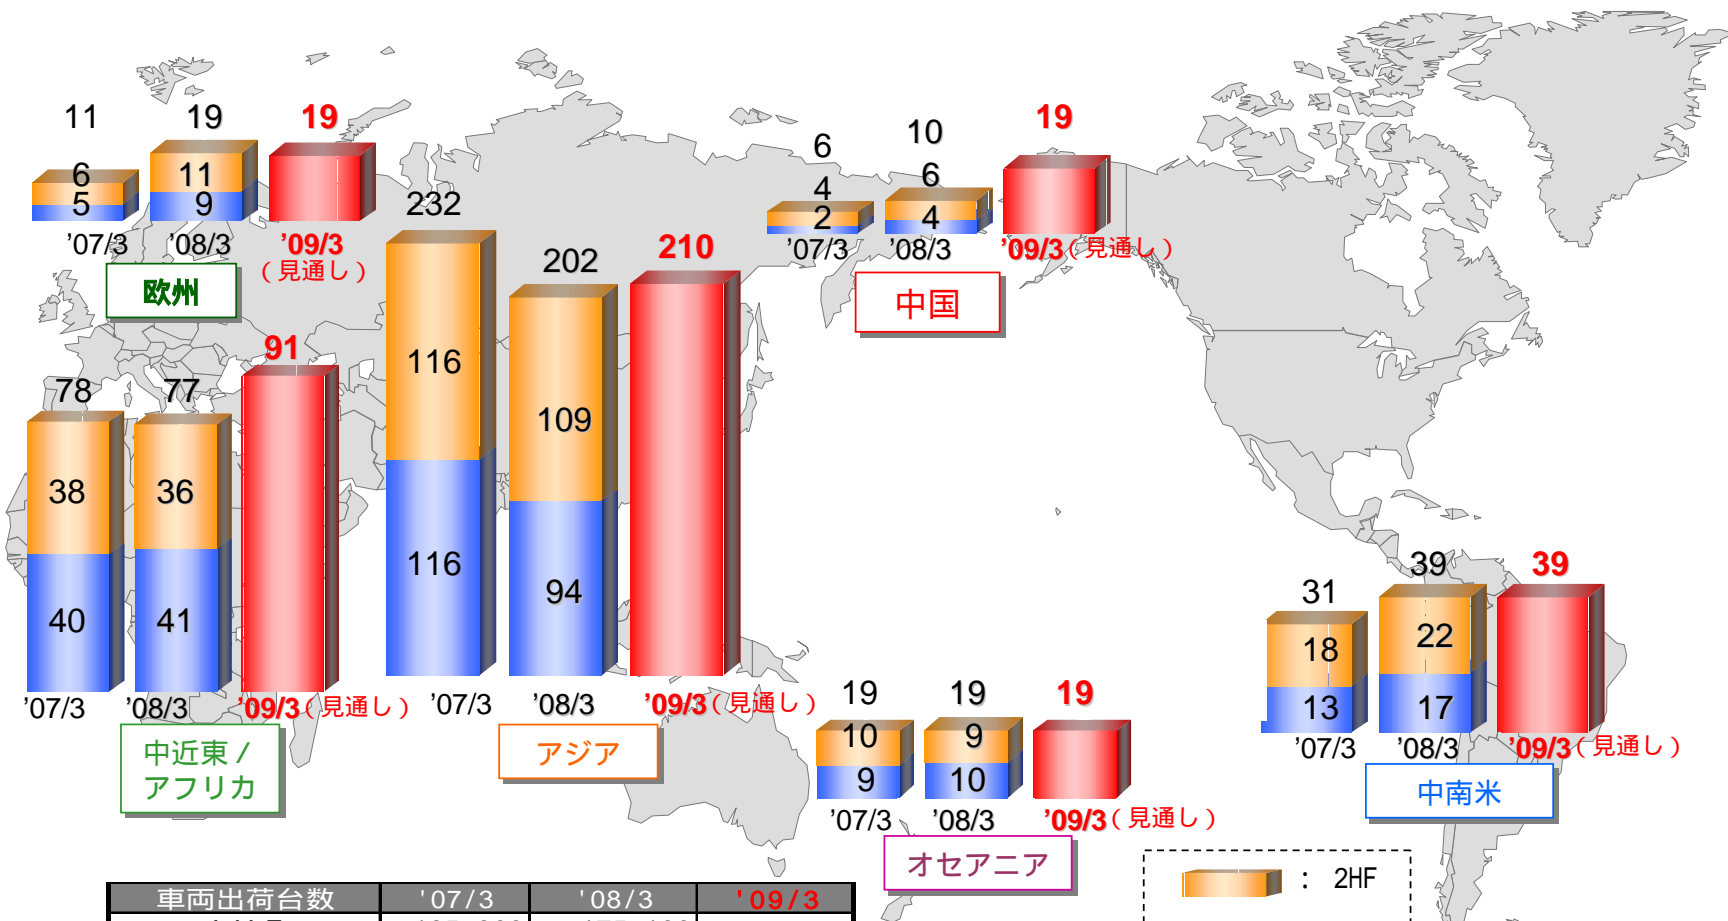 11 19 19
6 11
5 9
'07/3 '08/3 '09/3
(見通し)
欧州
6 10 19
4 6
2 4
'07/3 '08/3 '09/3(見通し)
中国
232 202 210
116 109
116 94
'07/3 '08/3 '09/3(見通し)
アジア
78 77 91
38 36
40 41
'07/3 '08/3 '09/3(見通し)
中近東/
アフリカ
19 19 19
10 9
9 10
'07/3 '08/3 '09/3(見通し)
オセアニア
31 39 39
18 22
13 17
'07/3 '08/3 '09/3(見通し)
中南米
: 2HF
車両出荷台数 '07/3 '08/3 '09/3